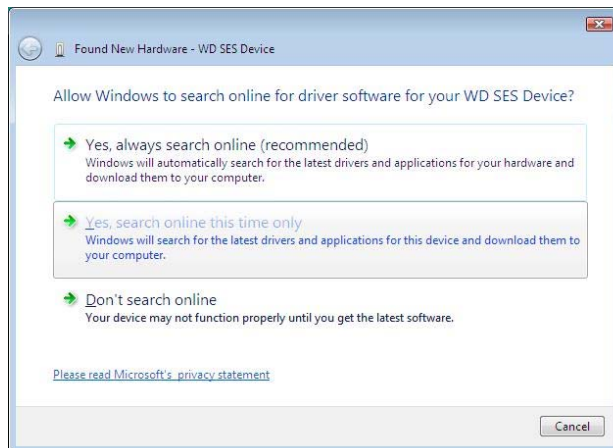 Found New Hardware - WD SES Device
Allow Windows to search online for driver software for your WD SES Device?
Yes, always search online (recommended)
Windows will automatically search for the latest drivers and applications for your hardware and
download them to your computer.
Yes, search online this time only
Windows will search for the latest drivers and applications for this device and download them to
your computer.
Don't search online
Your device may not function properly until you get the latest software.
Please read Microsoft's privacy statement
Cancel